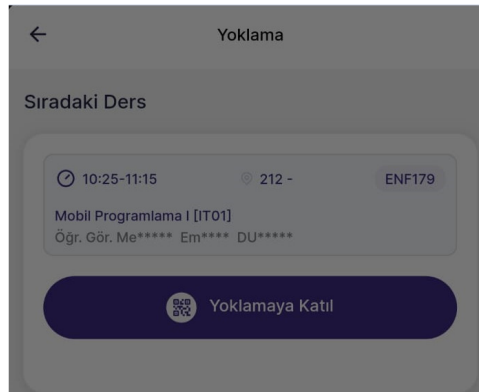 Yoklama
Sıradaki Ders
10:25-11:15 212 - ENF179
Mobil Programlama I [IT01]
Öğr. Gör. Me***** Em**** DU*****
Yoklamaya Katıl